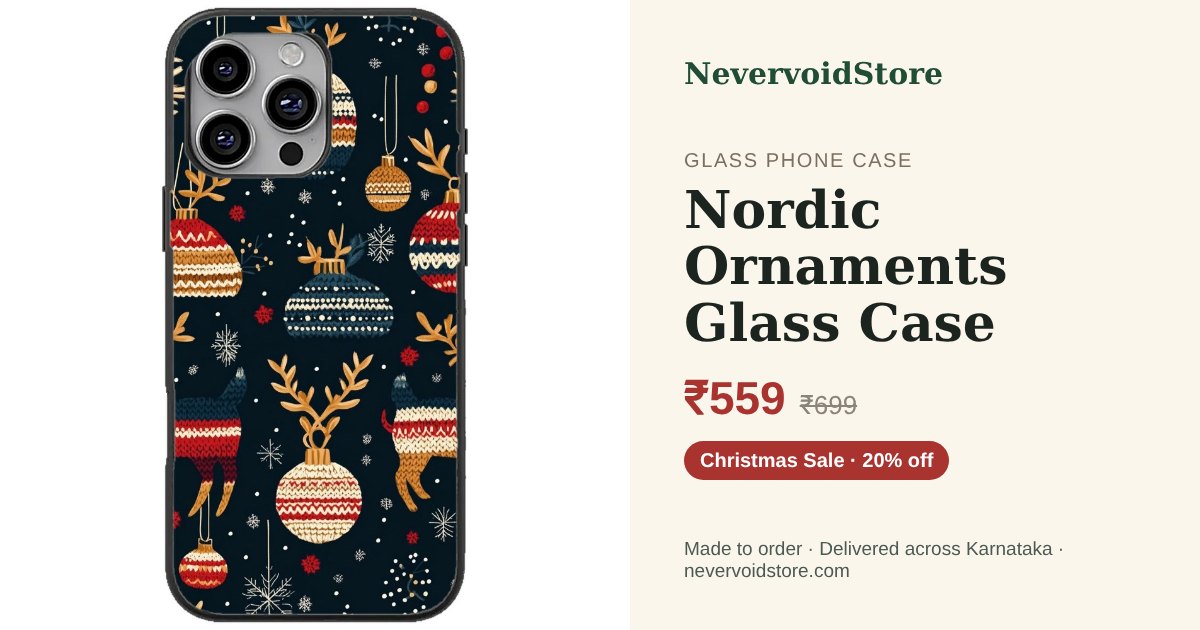 NevervoidStore
GLASS PHONE CASE
Nordic
Ornaments
Glass Case
₹559 ₹699
Christmas Sale · 20% off
Made to order · Delivered across Karnataka ·
nevervoidstore.com